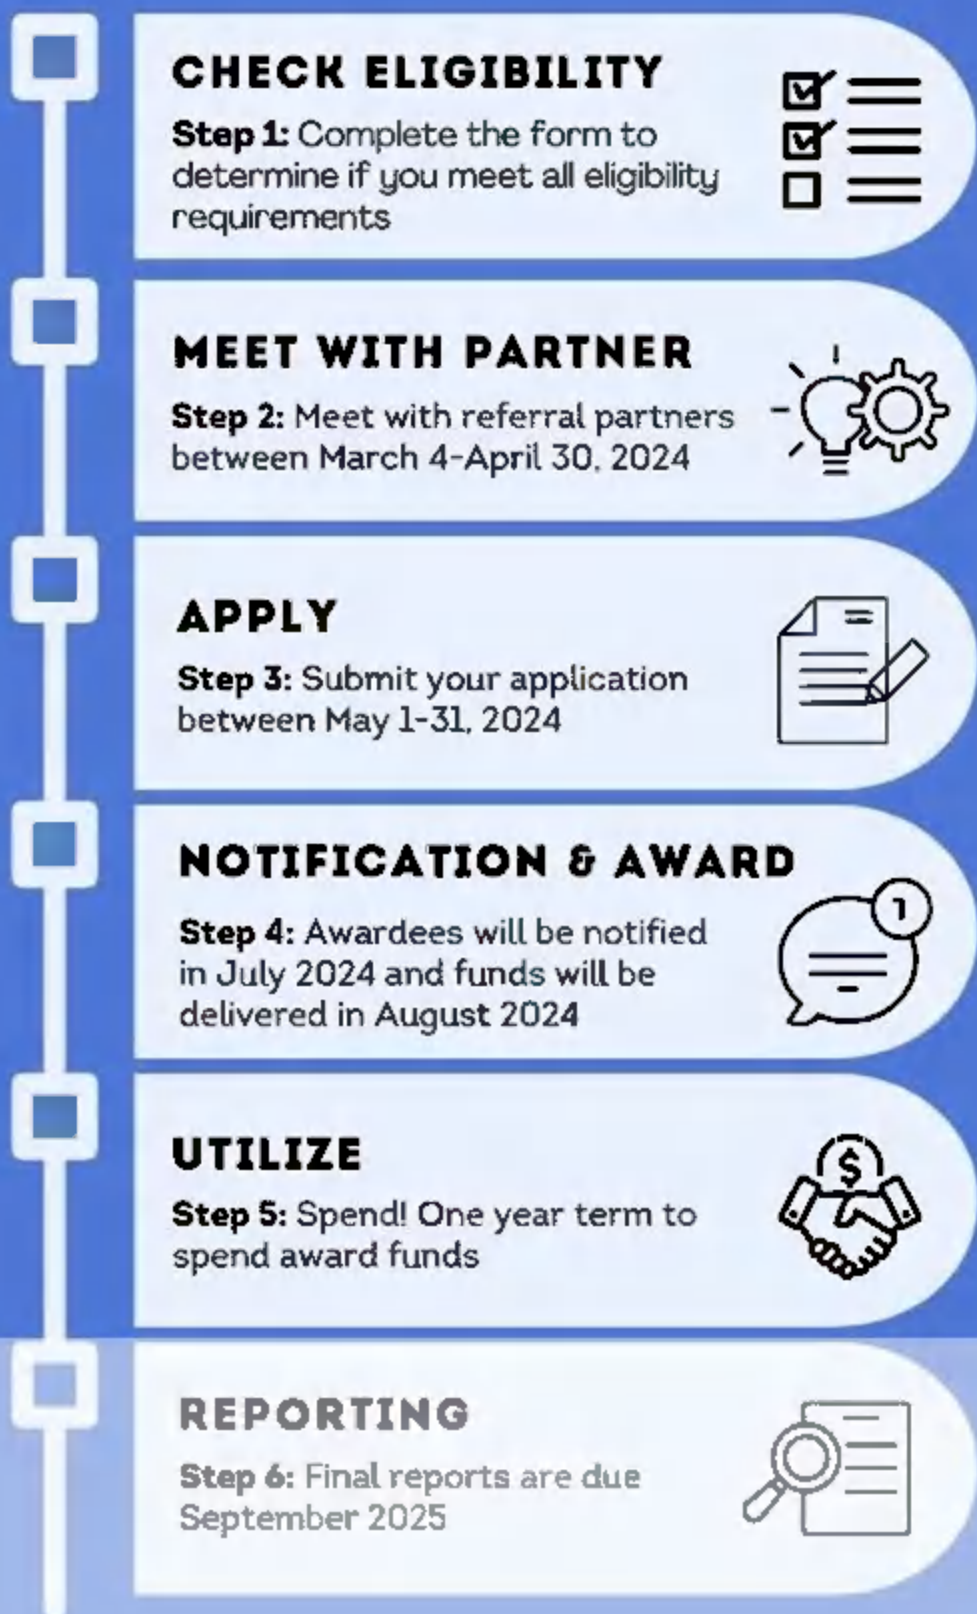 CHECK ELIGIBILITY
Step 1: Complete the form to
determine if you meet all eligibility
requirements
MEET WITH PARTNER
Step 2: Meet with referral partners
between March 4-April 30, 2024
APPLY
Step 3: Submit your application
between May 1-31, 2024
NOTIFICATION & AWARD
1
Step 4: Awardees will be notified
in July 2024 and funds will be
delivered in August 2024
UTILIZE
$
Step 5: Spend! One year term to
spend award funds
REPORTING
Step 6: Final reports are due
September 2025